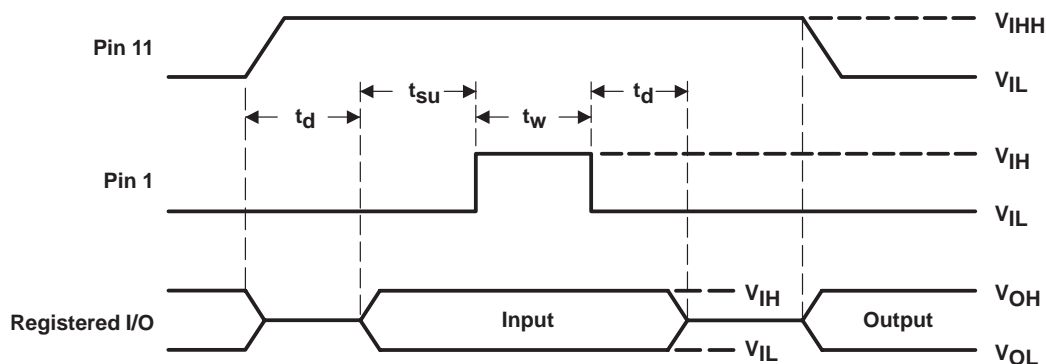 Pin 11
VIHH
VIL
td
tsu
tw
td
Pin 1
VIH
VIL
Registered I/O
Input
VIH
VIL
Output
VOH
VOL